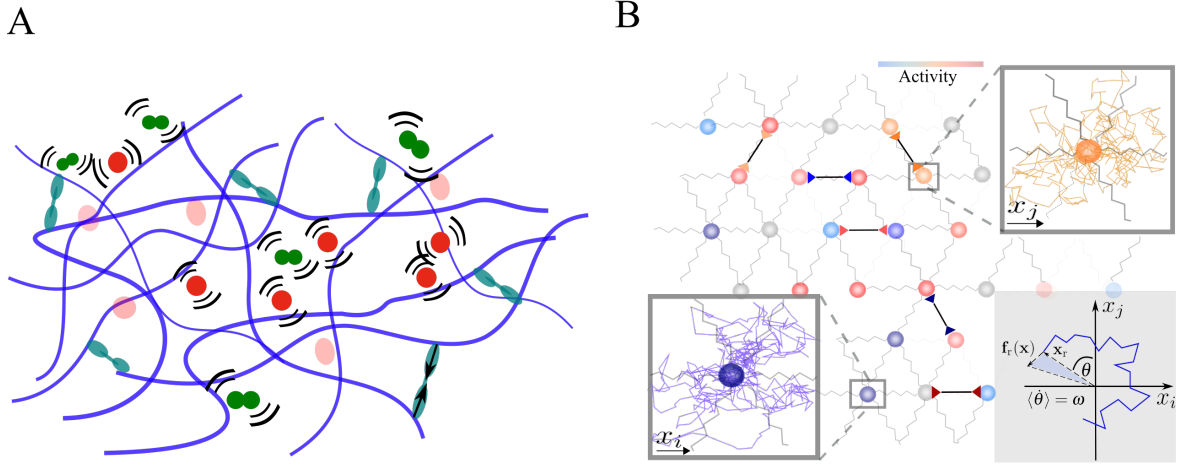 A
B
Activity
x_j
x_i
x_j
f_r(x)
x_r
θ
⟨θ̇⟩ = ω
x_i